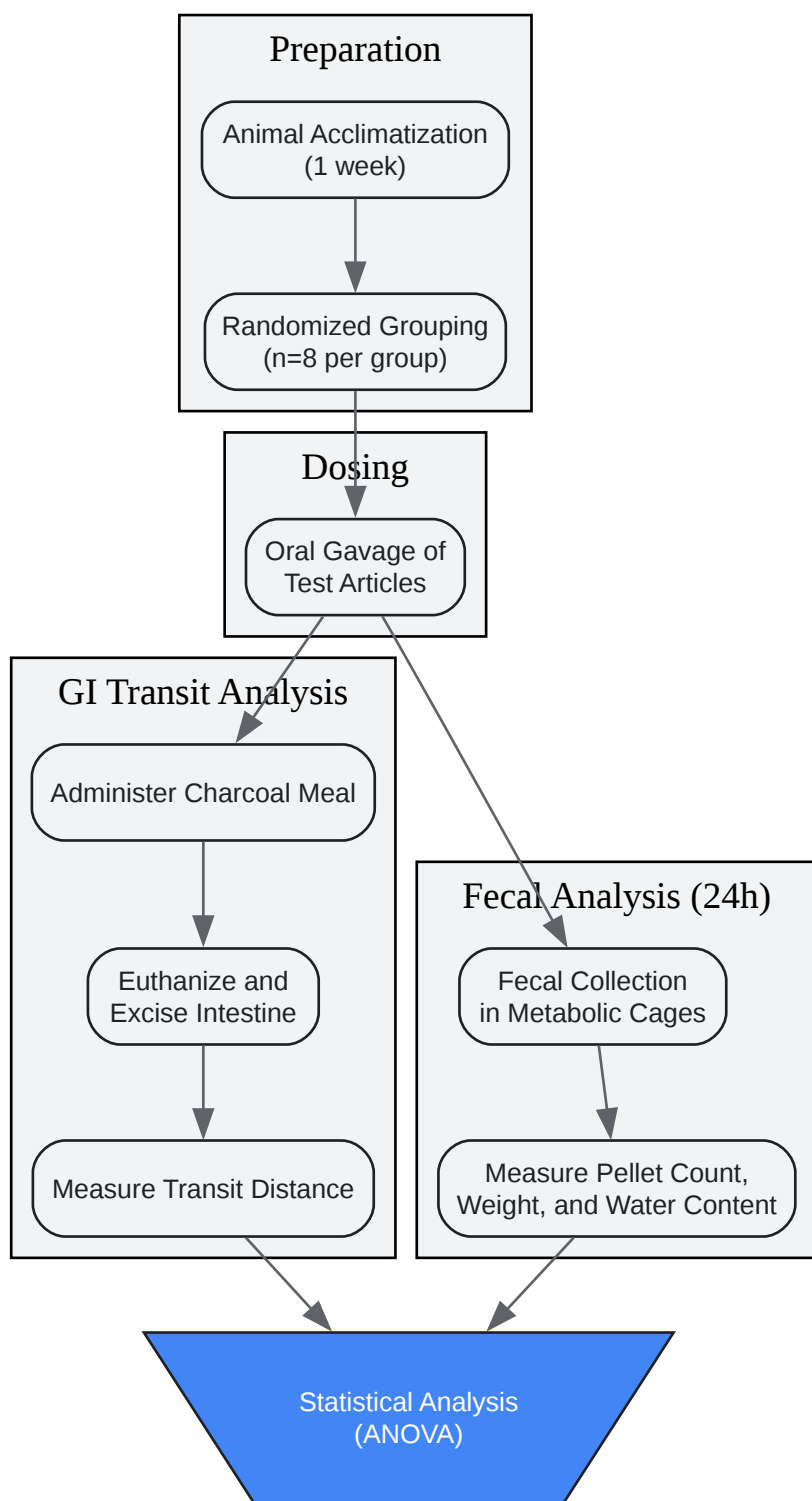 Preparation
Animal Acclimatization
(1 week)
Randomized Grouping
(n=8 per group)
Dosing
Oral Gavage of
Test Articles
GI Transit Analysis
Administer Charcoal Meal
Euthanize and
Excise Intestine
Measure Transit Distance
Fecal Analysis (24h)
Fecal Collection
in Metabolic Cages
Measure Pellet Count,
Weight, and Water Content
Statistical Analysis
(ANOVA)